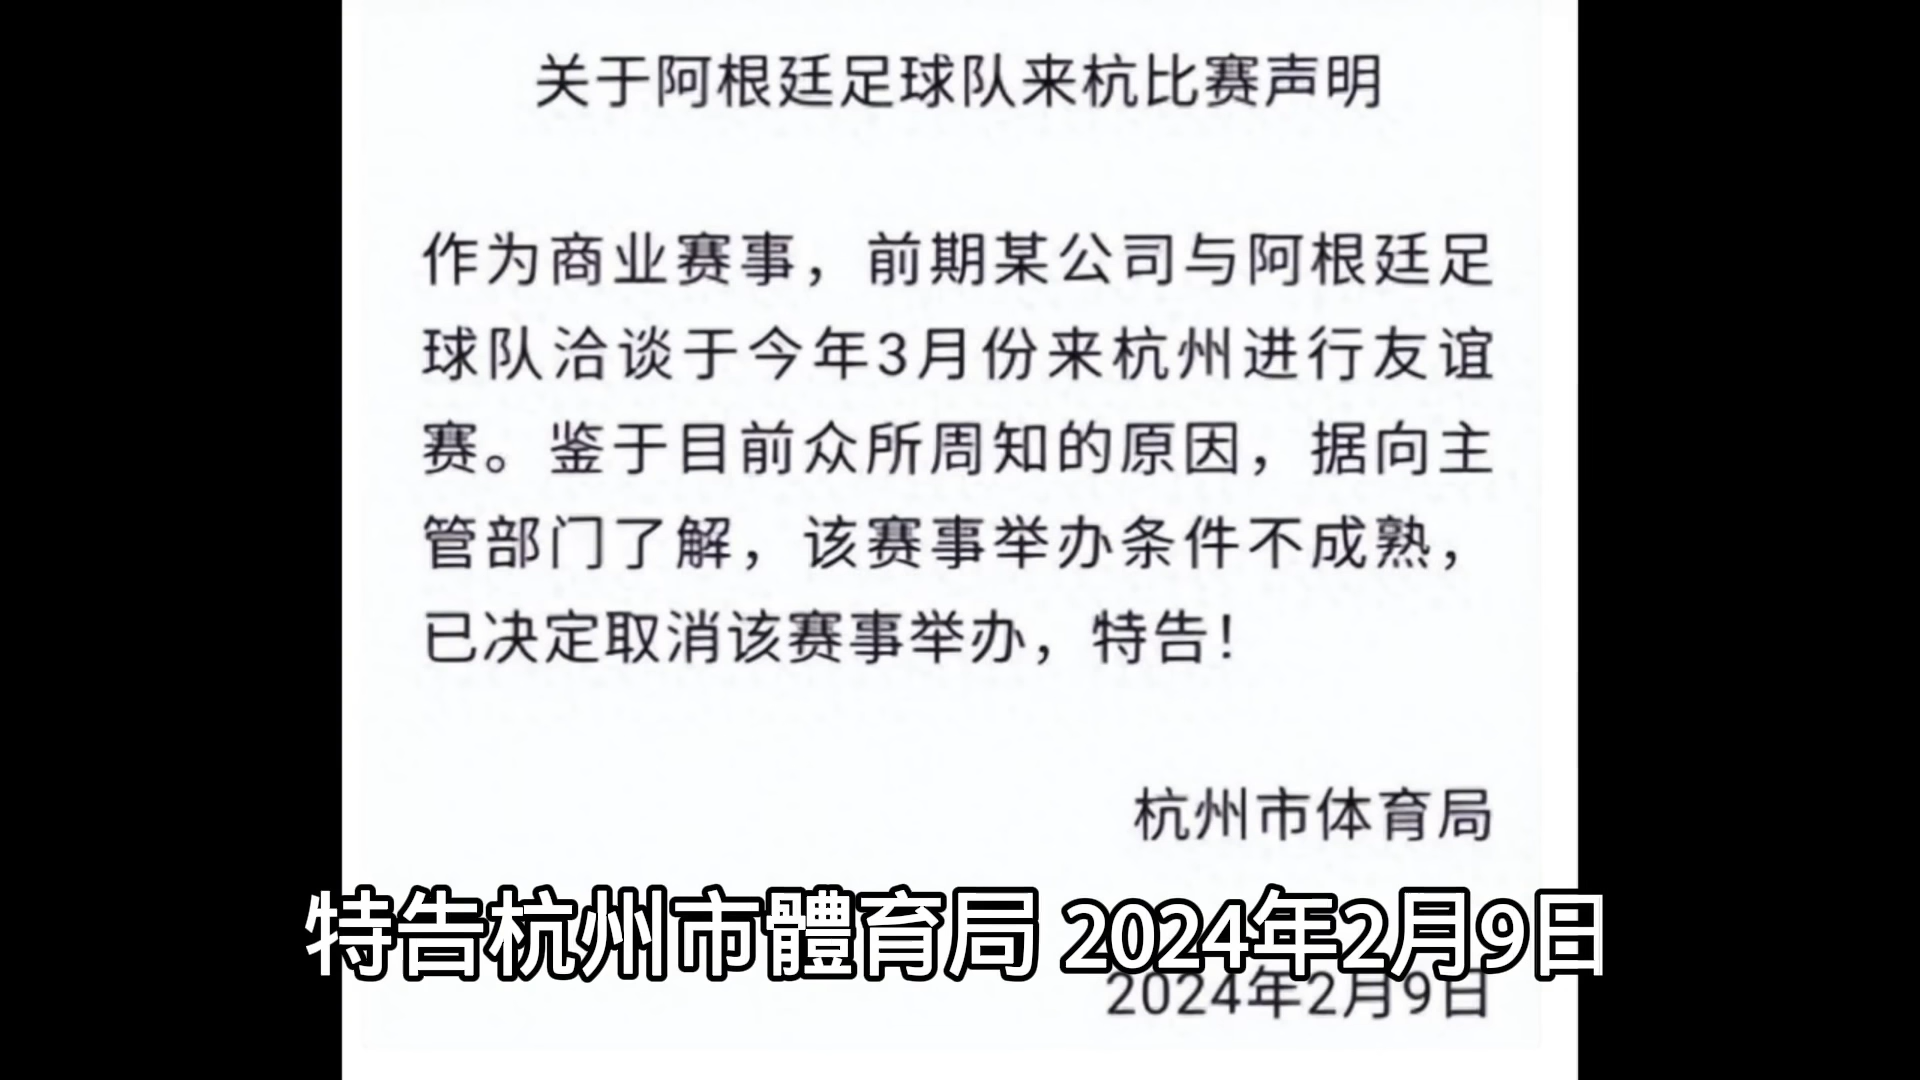 关于阿根廷足球队来杭比赛声明
作为商业赛事，前期某公司与阿根廷足
球队洽谈于今年3月份来杭州进行友谊
赛。鉴于目前众所周知的原因，据向主
管部门了解，该赛事举办条件不成熟，
已决定取消该赛事举办，特告！
杭州市体育局
特告杭州市體育局 2024年2月9日
2024年2月9日